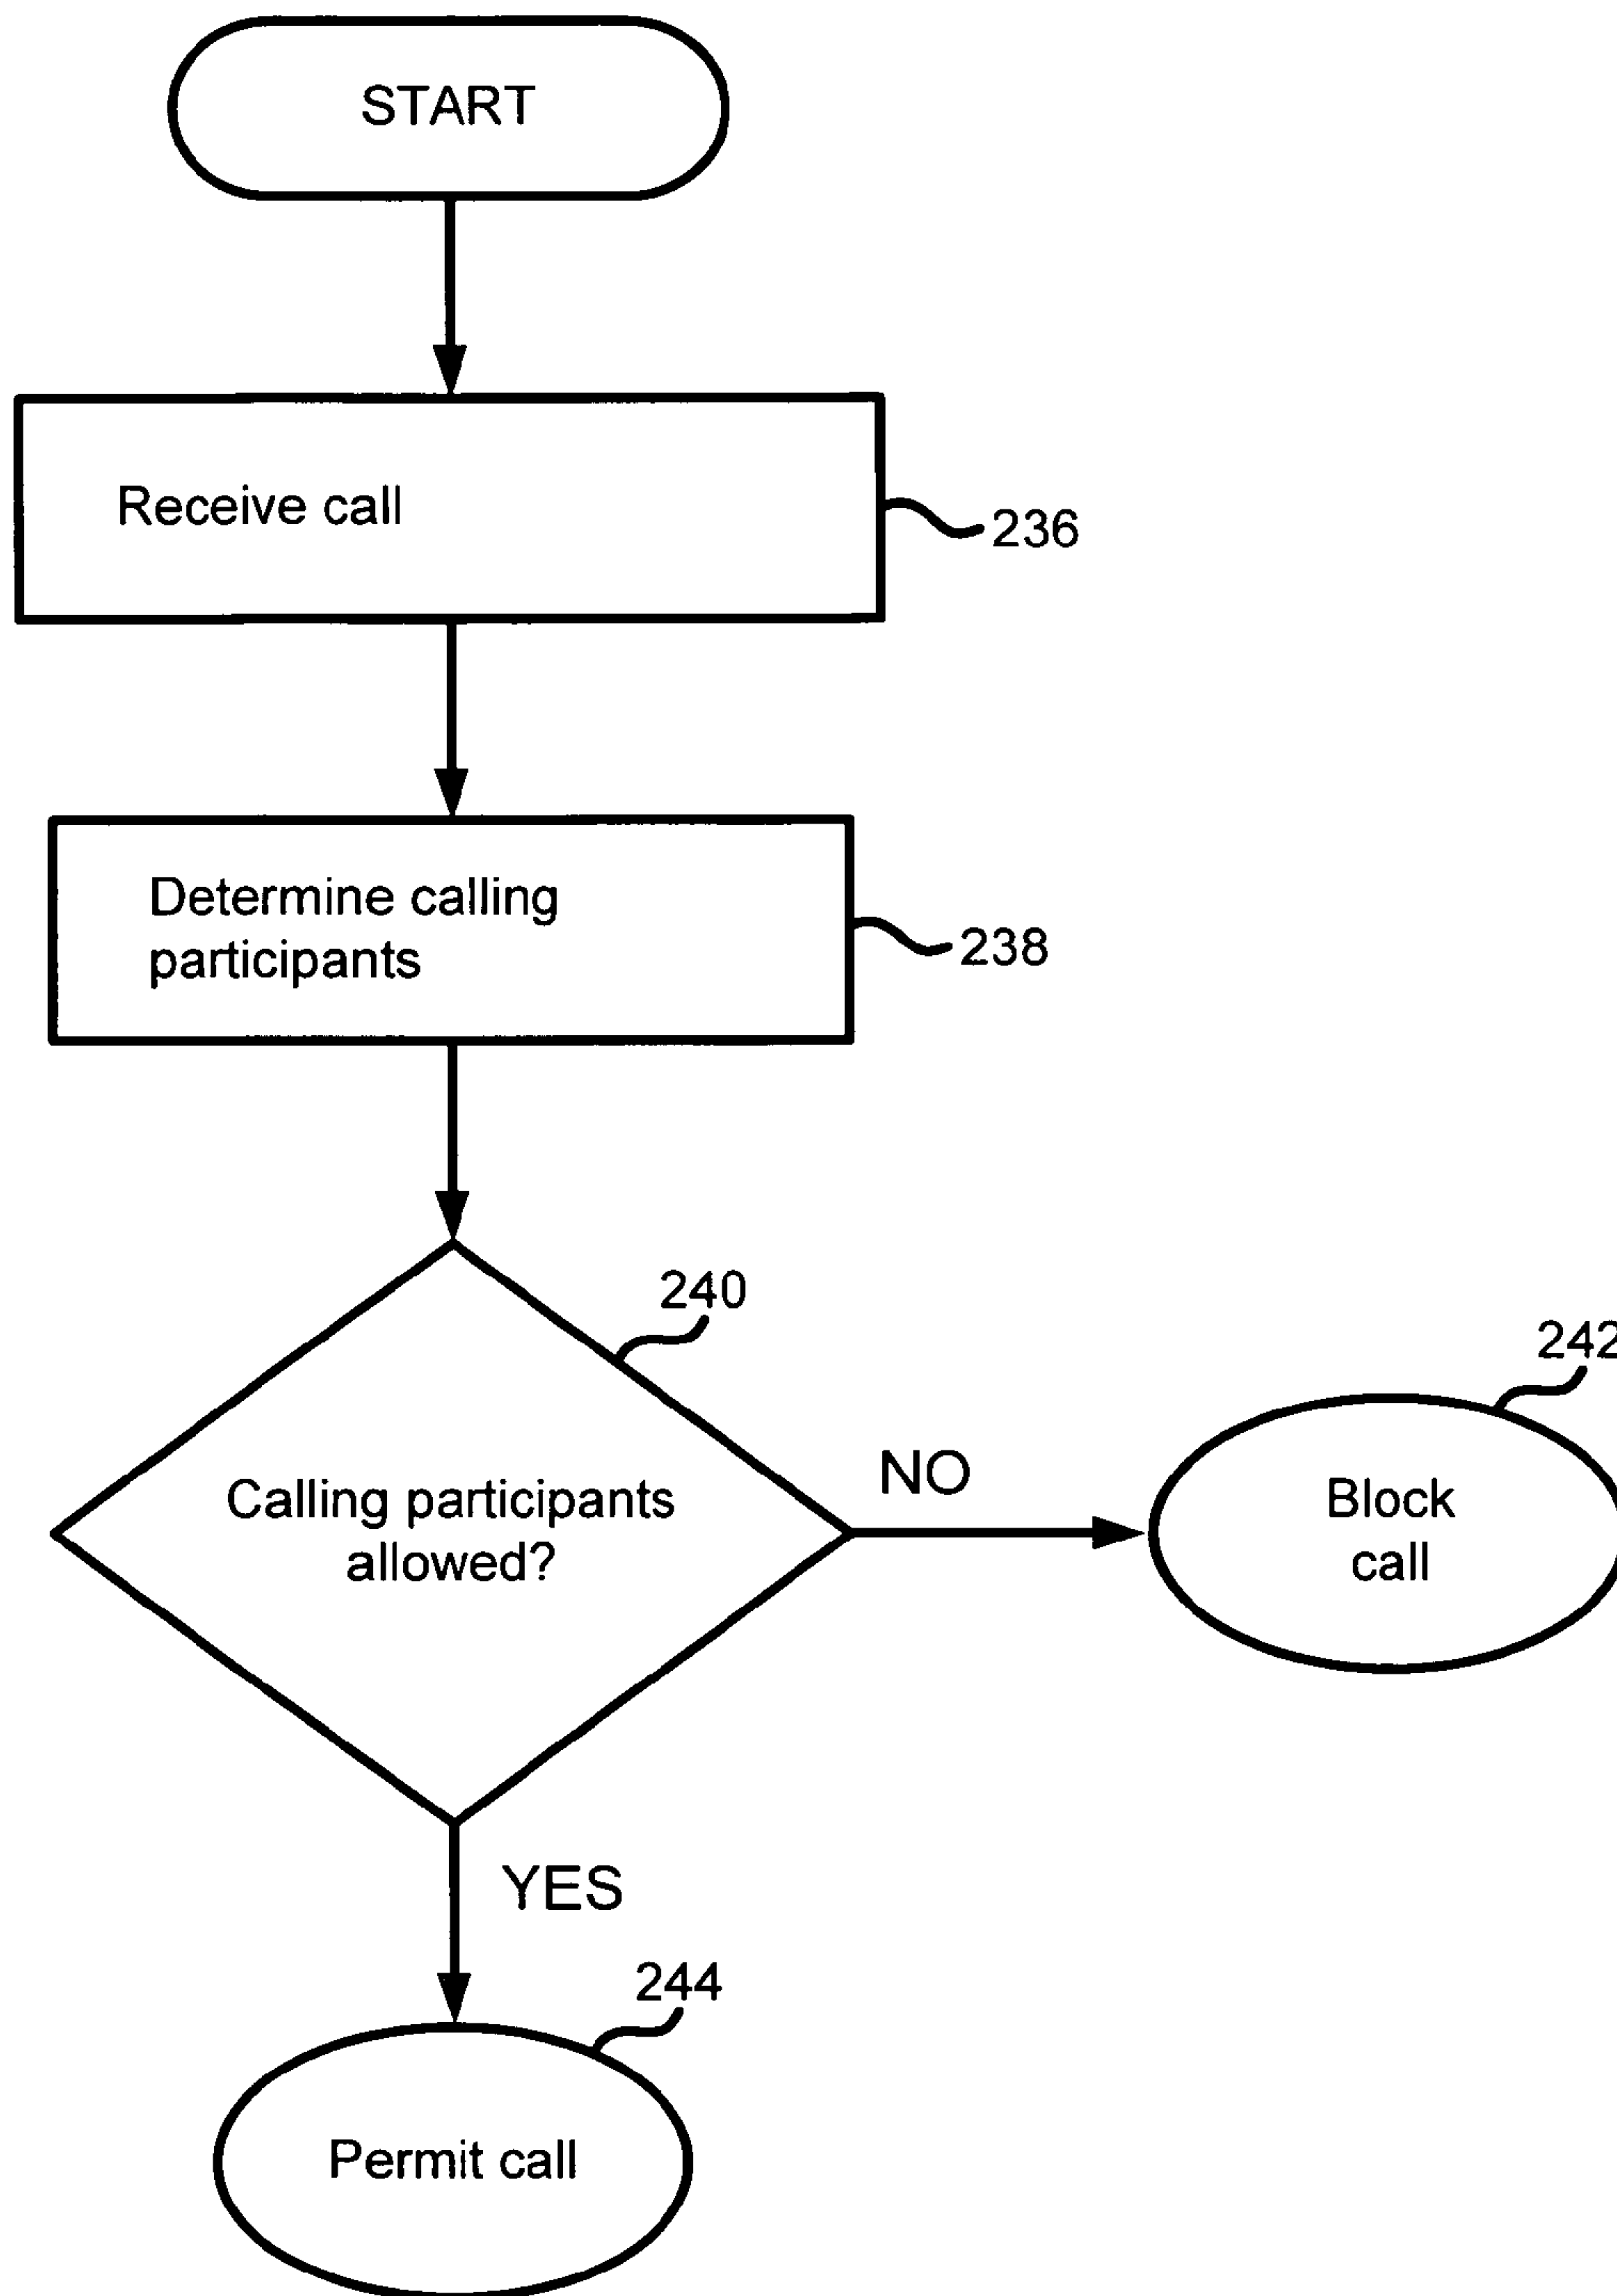 START
Receive call
236
Determine calling
participants
238
240
Calling participants
allowed?
NO
242
Block
call
YES
244
Permit call